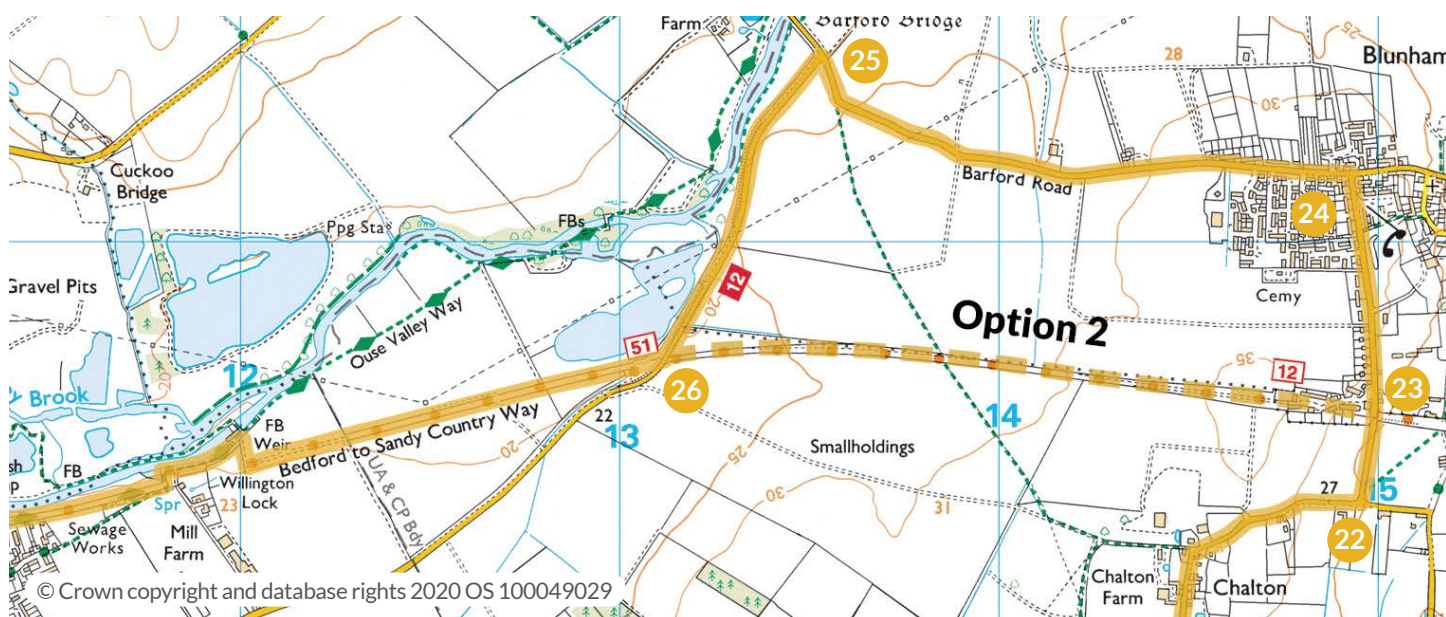 Farm
Barford Bridge
25
28
25
Blunham
30
Cuckoo
Bridge
Barford Road
24
Ppg Sta
FBs
12
Gravel Pits
Cemy
20
Ouse Valley Way
Option 2
20
51
35
12
12
Brook
26
23
14
FB
Weir
22
Bedford to Sandy Country Way
20
13
25
Smallholdings
FB
Willington
Lock
UA & CP Bdy
30
31
27
15
Spr
23
Sewage
Works
Mill
Farm
22
Chalton
Farm
Chalton
© Crown copyright and database rights 2020 OS 100049029